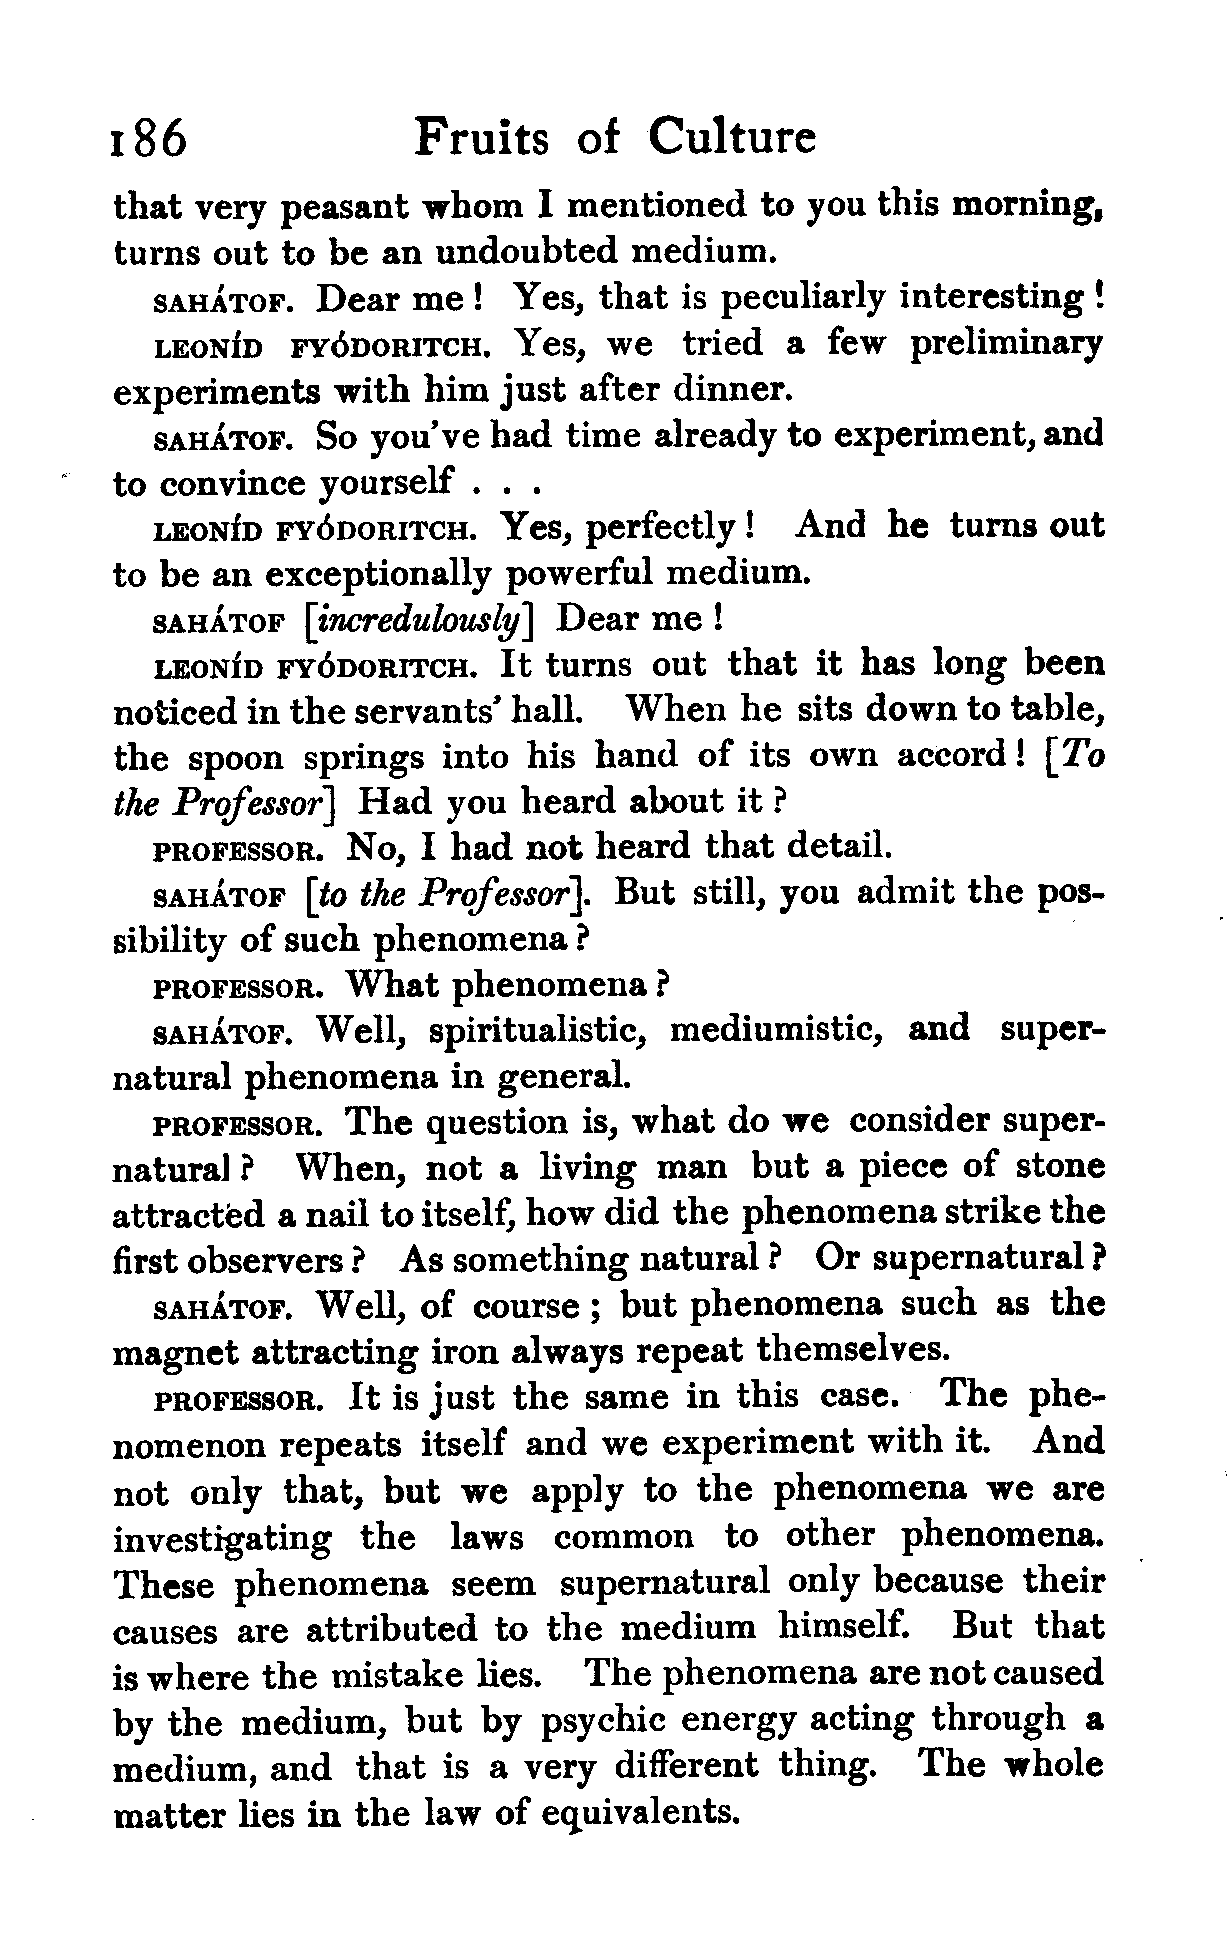 186 Fruits of Culture
that very peasant whom I mentioned to you this morning,
turns out to be an undoubted medium.
SAHÁTOF. Dear me! Yes, that is peculiarly interesting!
LEONÍD FYÓDORITCH. Yes, we tried a few preliminary
experiments with him just after dinner.
SAHÁTOF. So you've had time already to experiment, and
to convince yourself . . .
LEONÍD FYÓDORITCH. Yes, perfectly! And he turns out
to be an exceptionally powerful medium.
SAHÁTOF [incredulously] Dear me!
LEONÍD FYÓDORITCH. It turns out that it has long been
noticed in the servants' hall. When he sits down to table,
the spoon springs into his hand of its own accord! [To
the Professor] Had you heard about it?
PROFESSOR. No, I had not heard that detail.
SAHÁTOF [to the Professor]. But still, you admit the pos-
sibility of such phenomena?
PROFESSOR. What phenomena?
SAHÁTOF. Well, spiritualistic, mediumistic, and super-
natural phenomena in general.
PROFESSOR. The question is, what do we consider super-
natural? When, not a living man but a piece of stone
attracted a nail to itself, how did the phenomena strike the
first observers? As something natural? Or supernatural?
SAHÁTOF. Well, of course; but phenomena such as the
magnet attracting iron always repeat themselves.
PROFESSOR. It is just the same in this case. The phe-
nomenon repeats itself and we experiment with it. And
not only that, but we apply to the phenomena we are
investigating the laws common to other phenomena.
These phenomena seem supernatural only because their
causes are attributed to the medium himself. But that
is where the mistake lies. The phenomena are not caused
by the medium, but by psychic energy acting through a
medium, and that is a very different thing. The whole
matter lies in the law of equivalents.